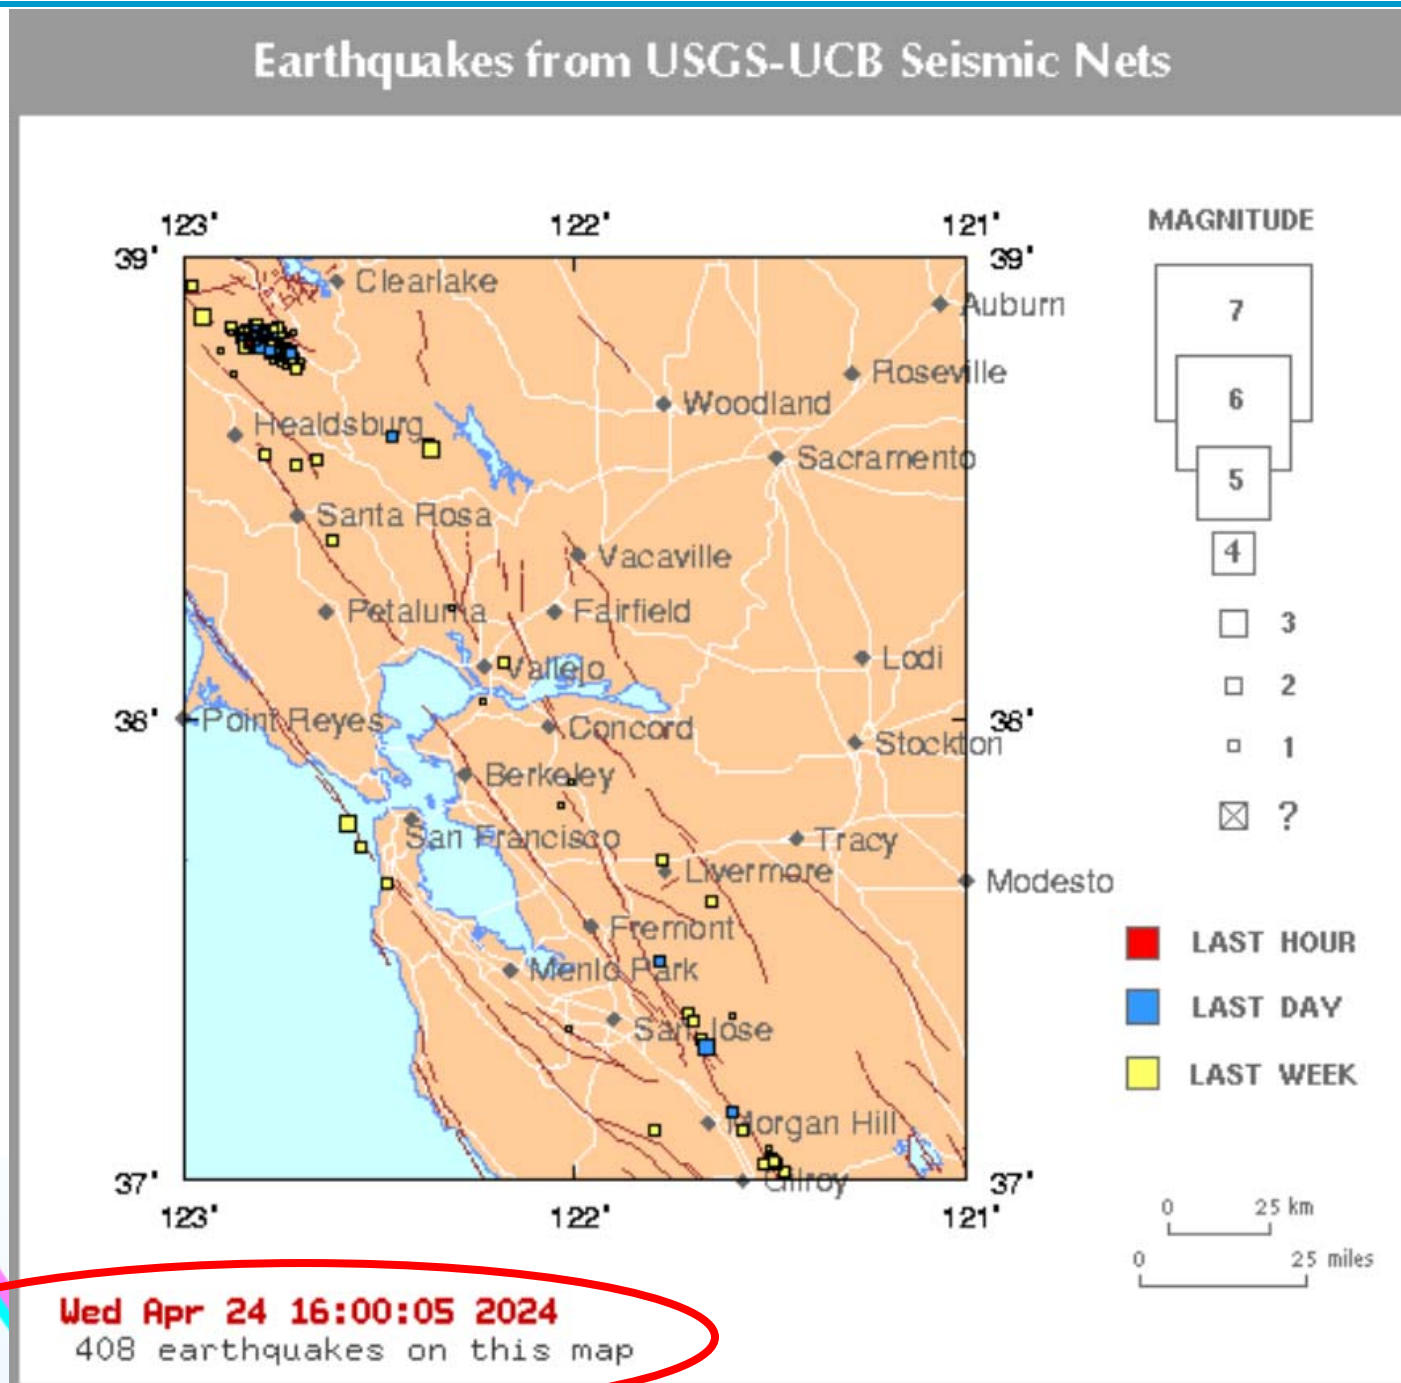 Earthquakes from USGS-UCB Seismic Nets
123' 122' 121'
39' 39'
MAGNITUDE
Clearlake
Auburn
7
Roseville
Woodland
6
Healdsburg
Sacramento
5
Santa Rosa
4
Vacaville
Petaluma
Fairfield
3
Vallejo
Lodi
2
Point Reyes
38' 38'
Concord
Stockton
1
Berkeley
San Francisco
Tracy
?
Livermore
Modesto
Fremont
LAST HOUR
Menlo Park
LAST DAY
San Jose
LAST WEEK
Morgan Hill
Gilroy
37' 37'
123' 122' 121'
0 25 km
0 25 miles
Wed Apr 24 16:00:05 2024
408 earthquakes on this map